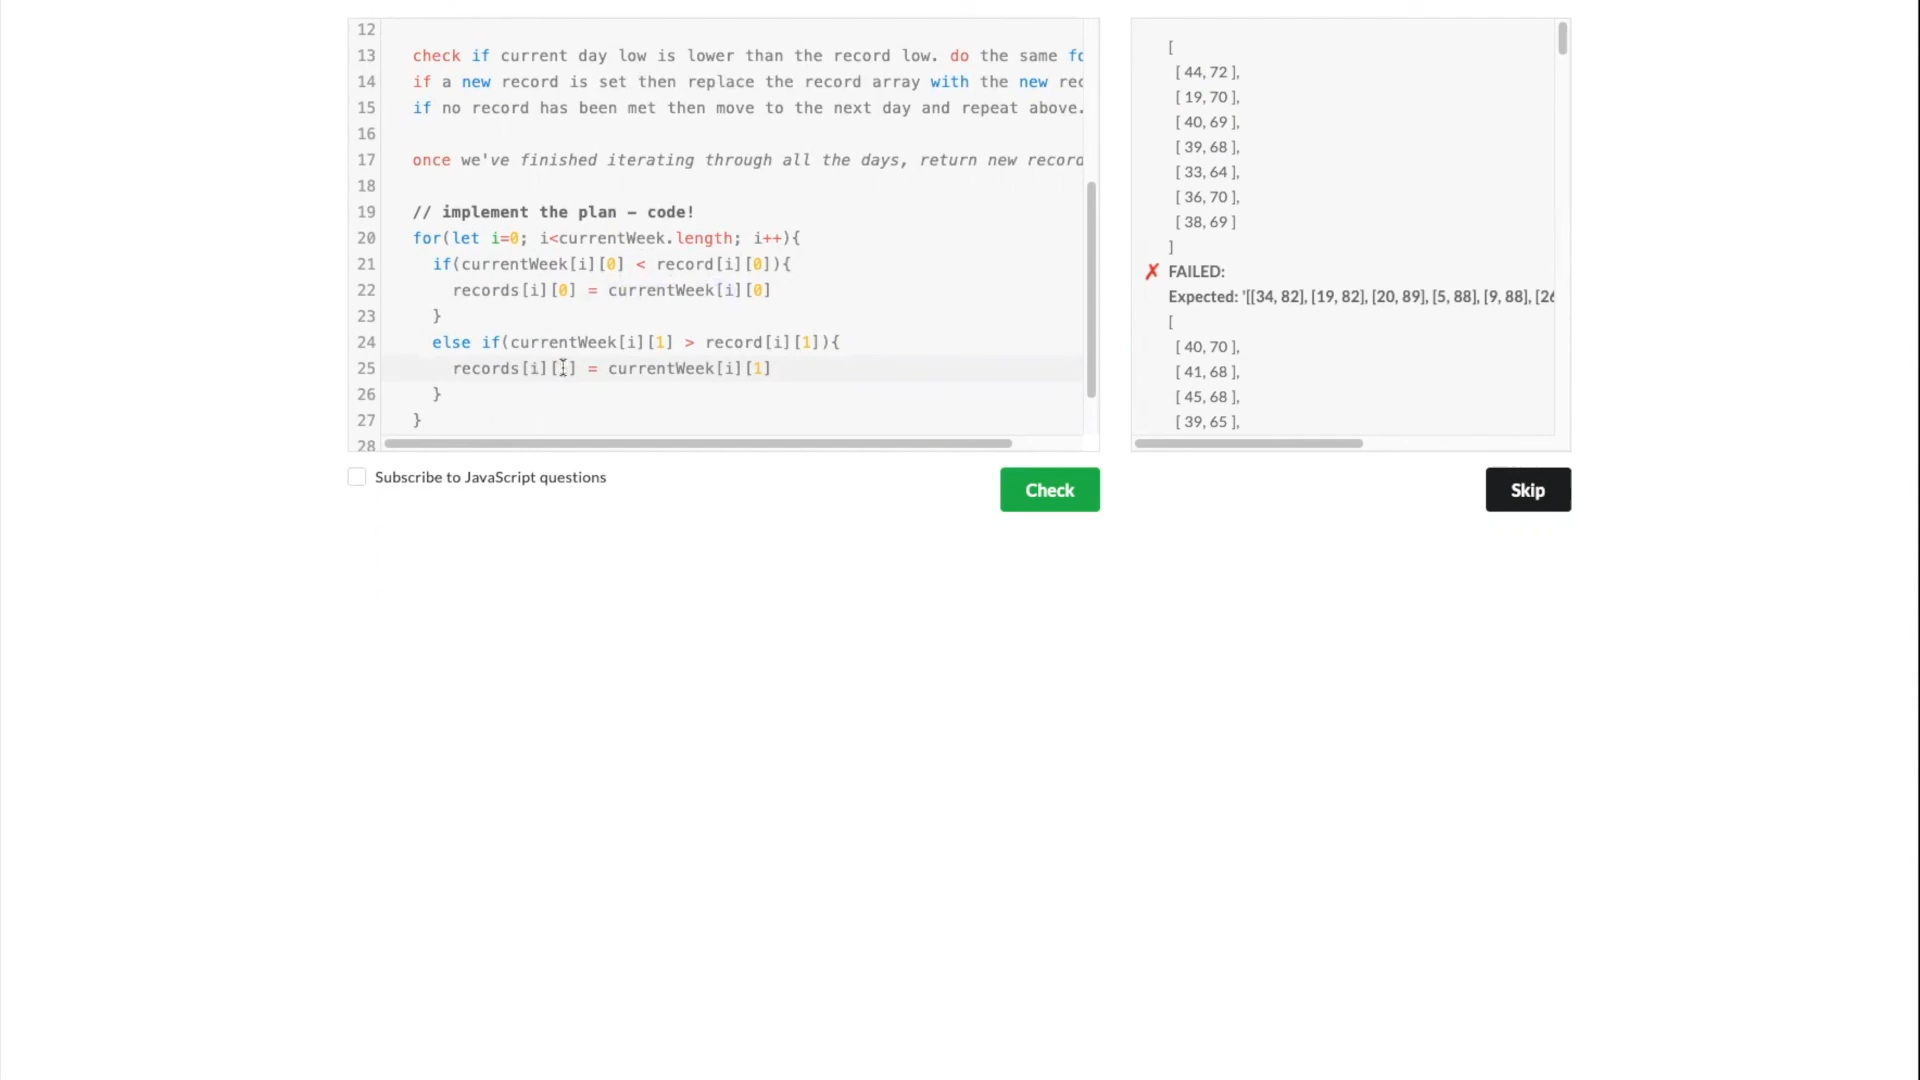 12
13 check if current day low is lower than the record low. do the same fo
14 if a new record is set then replace the record array with the new rec
15 if no record has been met then move to the next day and repeat above.
16
17 once we've finished iterating through all the days, return new record
18
19 // implement the plan - code!
20 for(let i=0; i<currentWeek.length; i++){
21 if(currentWeek[i][0] < record[i][0]){
22 records[i][0] = currentWeek[i][0]
23 }
24 else if(currentWeek[i][1] > record[i][1]){
25 records[i][1] = currentWeek[i][1]
26 }
27 }
28
Subscribe to JavaScript questions
Check
[
[ 44, 72 ],
[ 19, 70 ],
[ 40, 69 ],
[ 39, 68 ],
[ 33, 64 ],
[ 36, 70 ],
[ 38, 69 ]
]
✗ FAILED:
Expected: '[[34, 82], [19, 82], [20, 89], [5, 88], [9, 88], [26
[
[ 40, 70 ],
[ 41, 68 ],
[ 45, 68 ],
[ 39, 65 ],
Skip